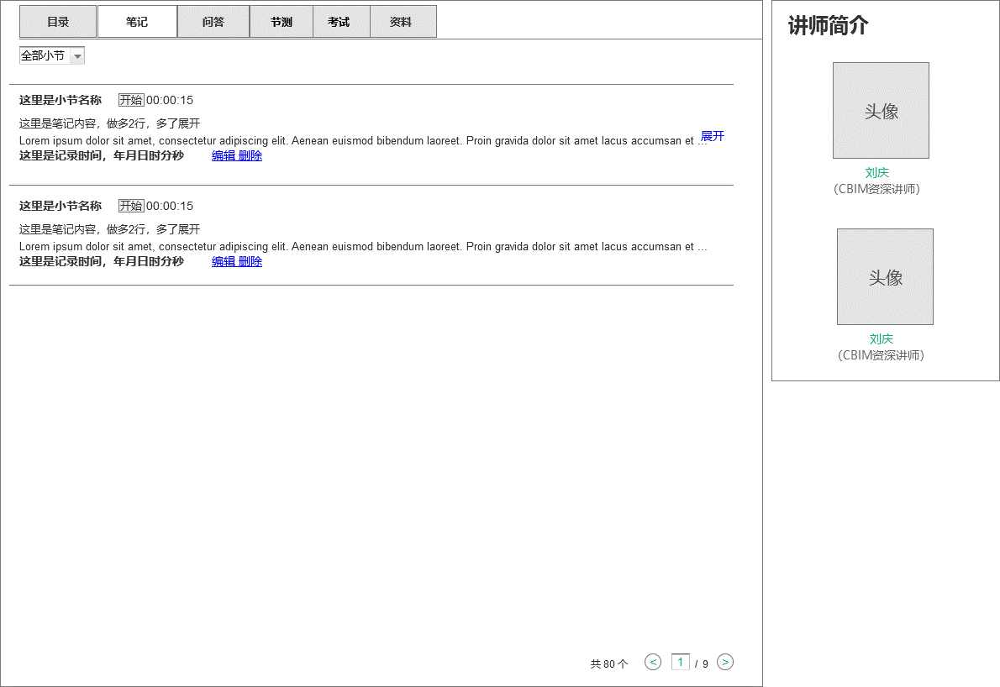 目录 笔记 问答 节测 考试 资料
全部小节
这里是小节名称 开始 00:00:15
这里是笔记内容，做多2行，多了展开
Lorem ipsum dolor sit amet, consectetur adipiscing elit. Aenean euismod bibendum laoreet. Proin gravida dolor sit amet lacus accumsan et ... 展开
这里是记录时间，年月日时分秒 编辑 删除
这里是小节名称 开始 00:00:15
这里是笔记内容，做多2行，多了展开
Lorem ipsum dolor sit amet, consectetur adipiscing elit. Aenean euismod bibendum laoreet. Proin gravida dolor sit amet lacus accumsan et ...
这里是记录时间，年月日时分秒 编辑 删除
共 80 个 < 1 / 9 >
讲师简介
头像
刘庆
（CBIM资深讲师）
头像
刘庆
（CBIM资深讲师）